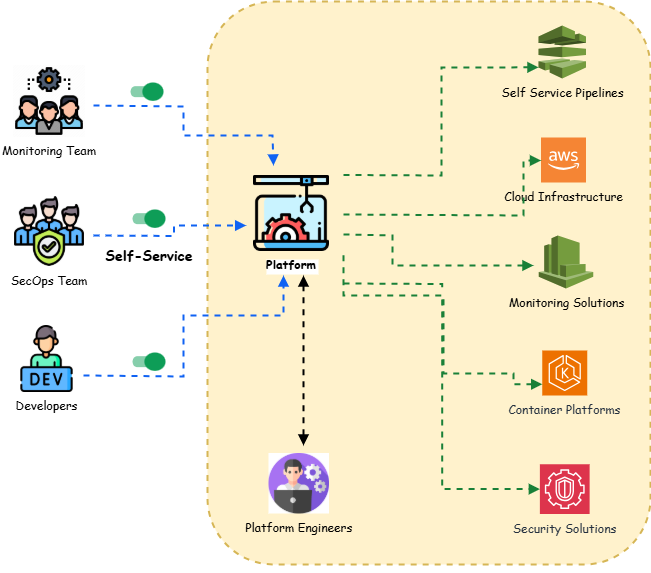 Self Service Pipelines
Monitoring Team
aws
Cloud Infrastructure
SecOps Team
Self-Service
Platform
Monitoring Solutions
DEV
Developers
K
Container Platforms
Platform Engineers
Security Solutions